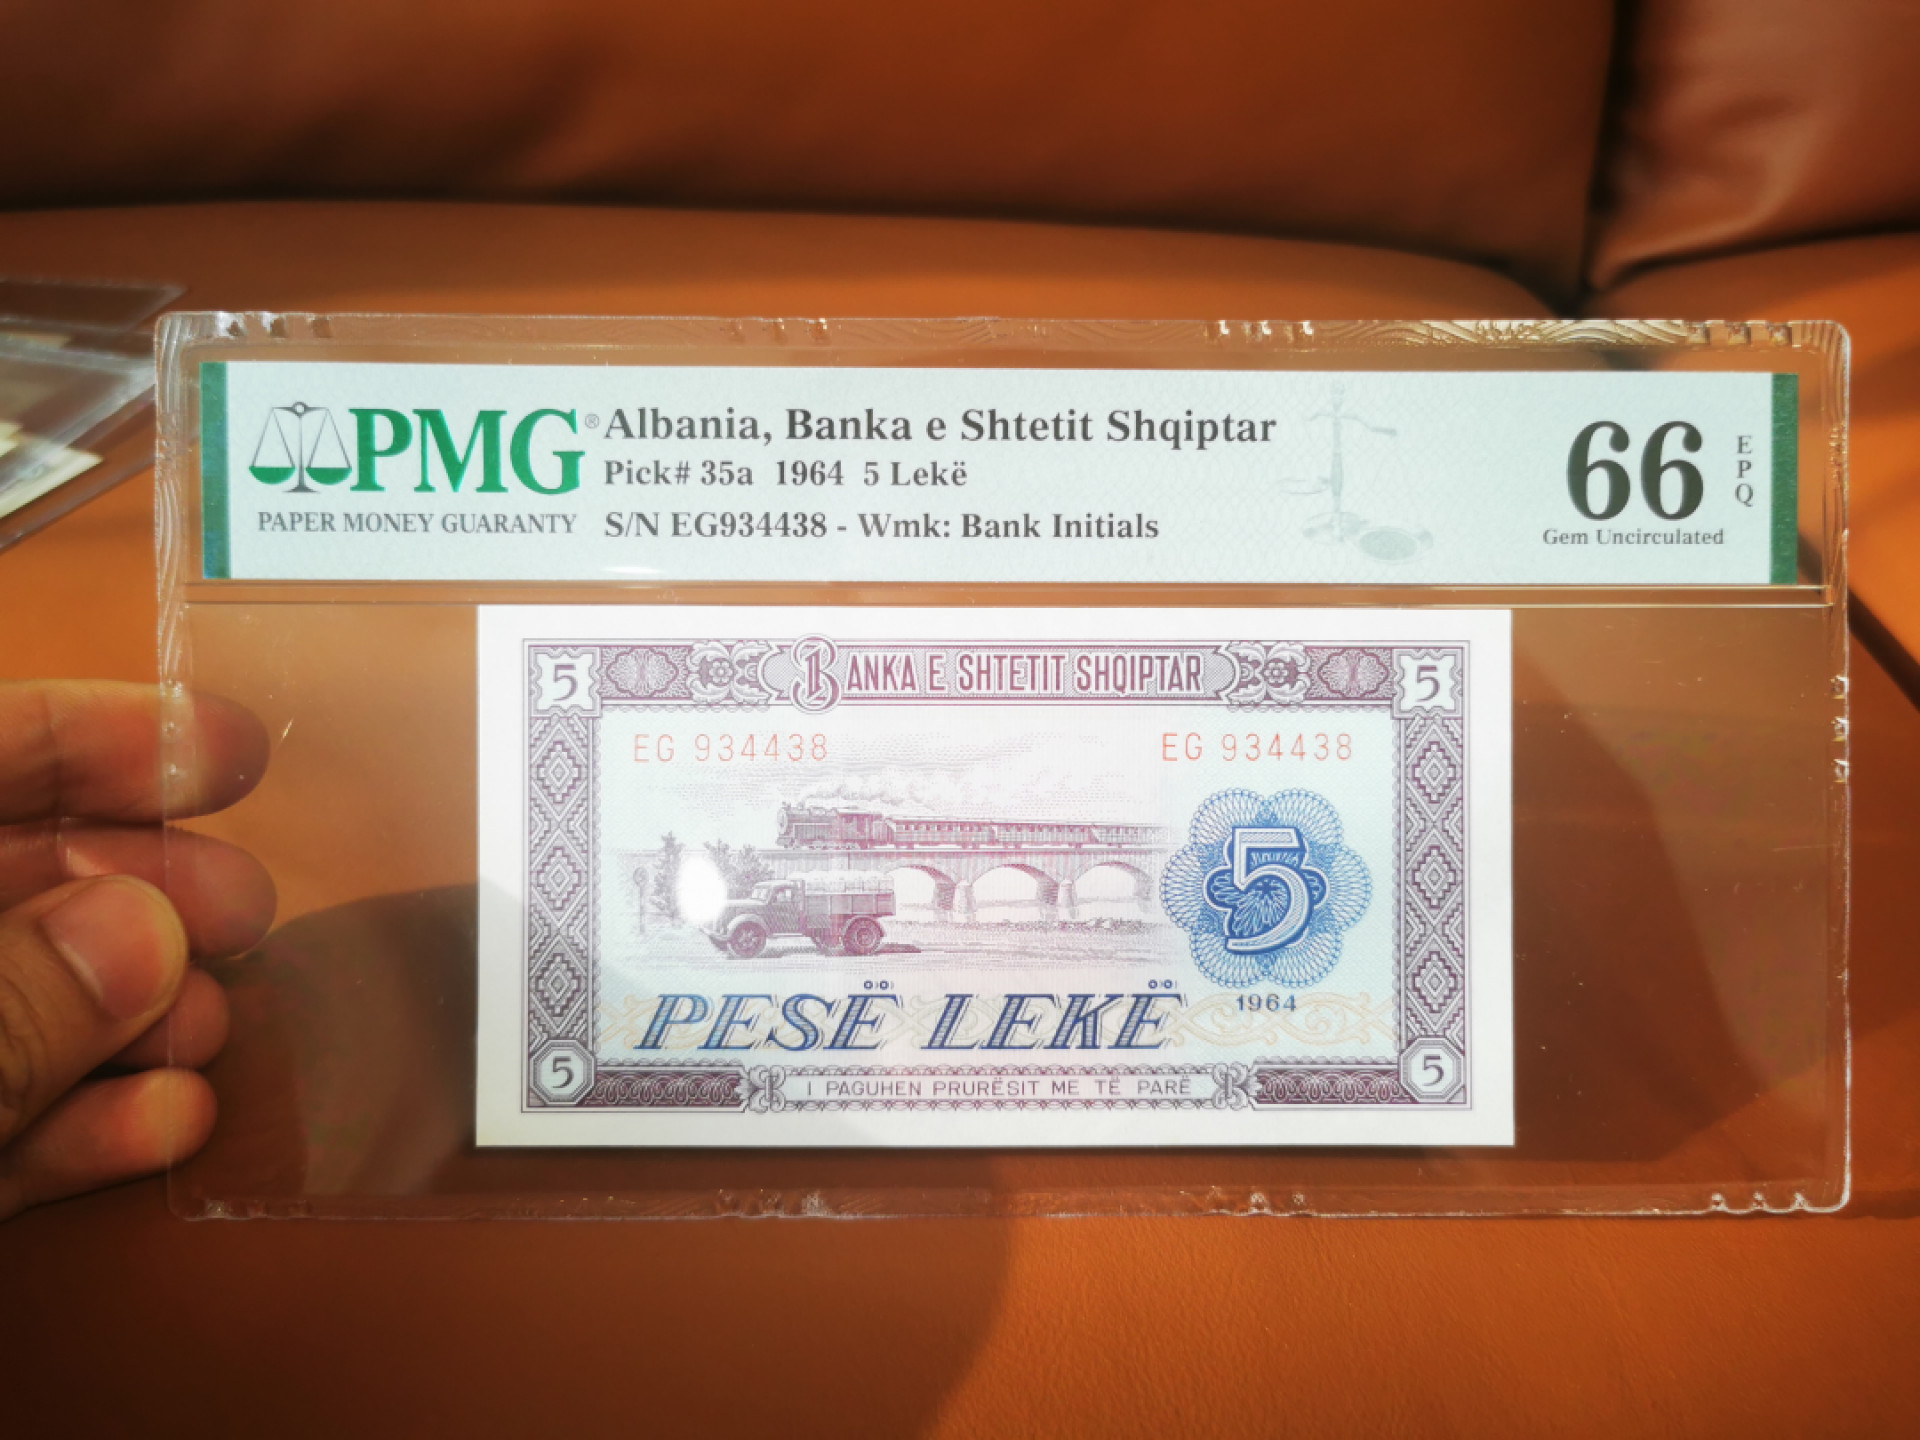 PMG®
PAPER MONEY GUARANTY
Albania, Banka e Shtetit Shqiptar
Pick# 35a 1964 5 Lekë
S/N EG934438 - Wmk: Bank Initials
66
EPQ
Gem Uncirculated
5 BANKA E SHTETIT SHQIPTAR 5
EG 934438 EG 934438
5
PESË LEKË 1964
5 I PAGUHEN PRURËSIT ME TË PARË 5